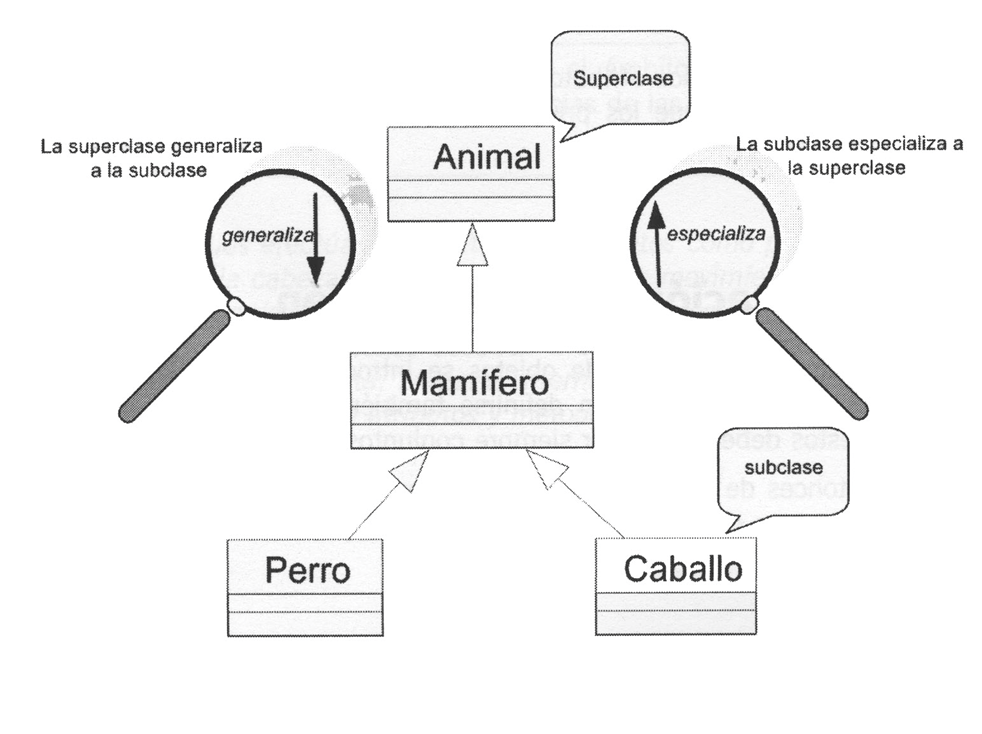 Superclase
La superclase generaliza
a la subclase
Animal
La subclase especializa a
la superclase
generaliza
especializa
Mamífero
subclase
Perro
Caballo